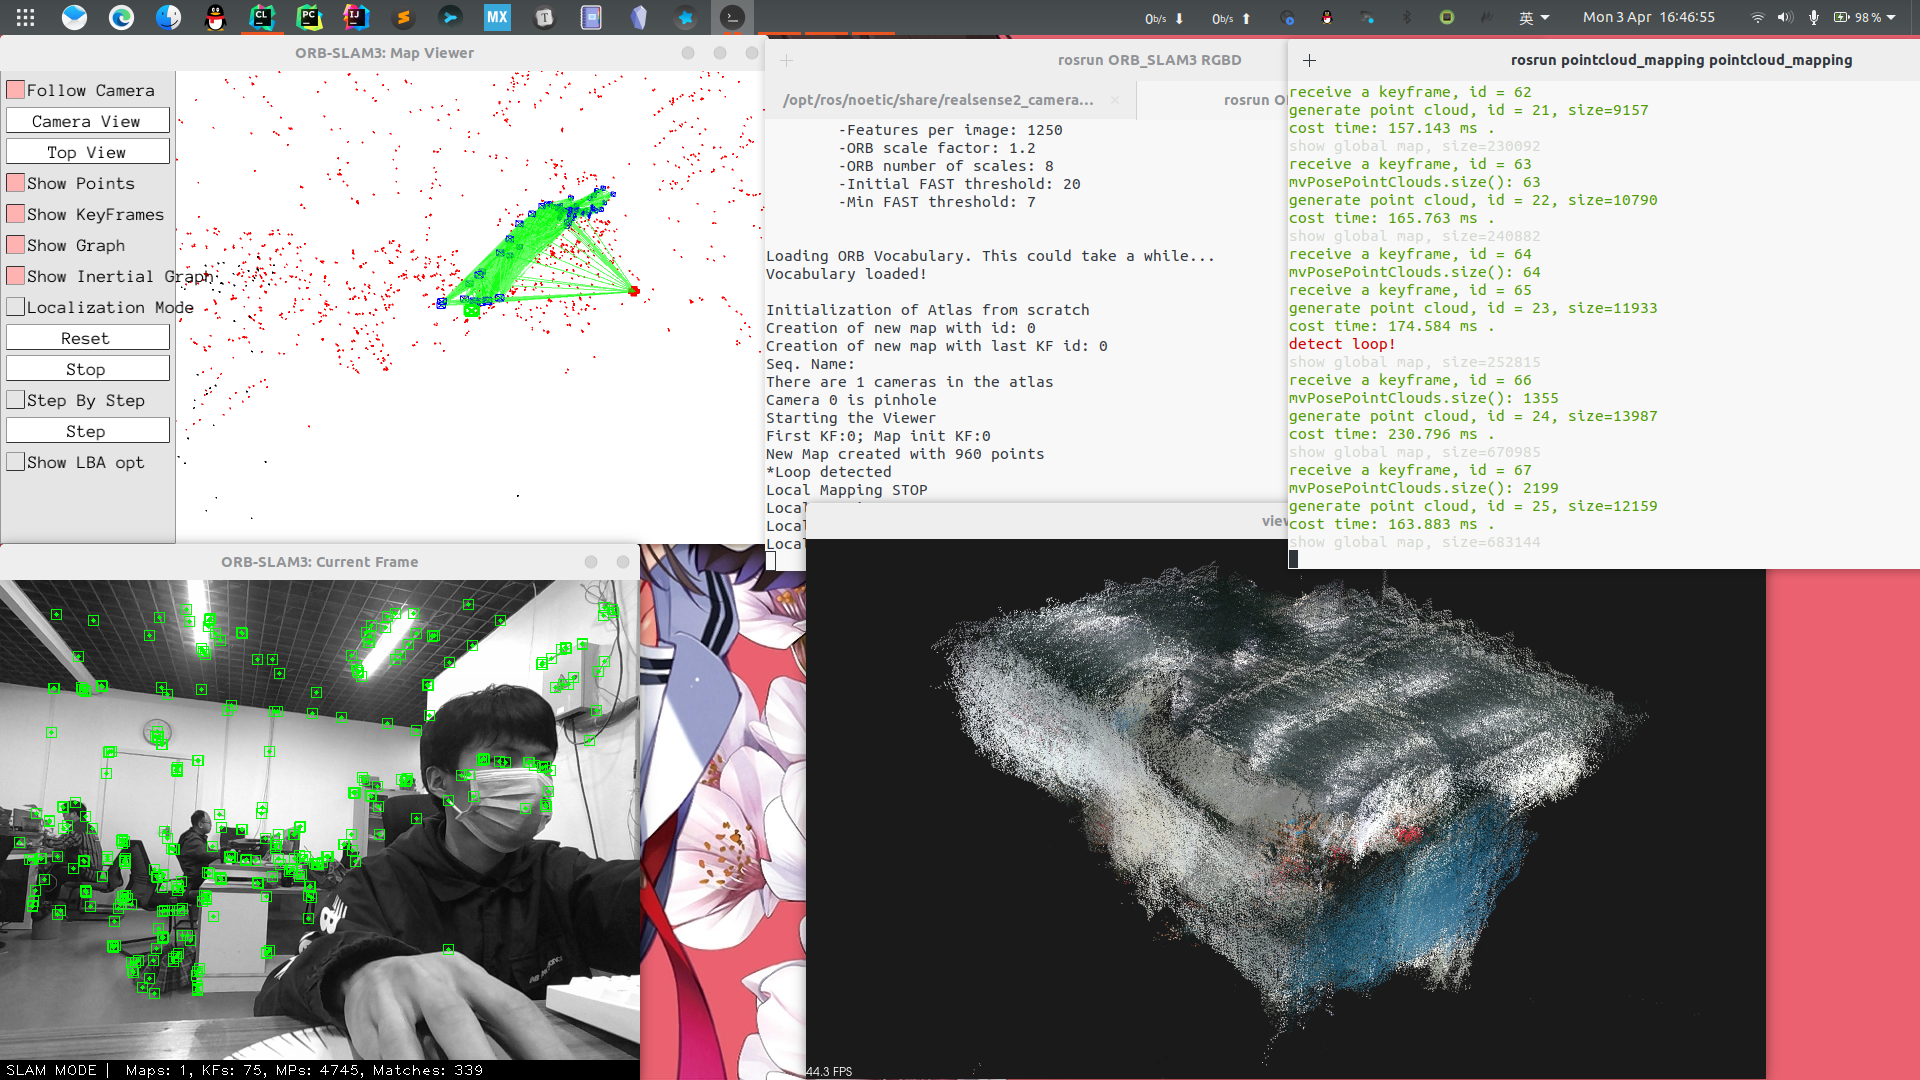 CL
PC
IJ
MX
T
0b/s
0b/s
英
Mon 3 Apr 16:46:55
98 %
ORB-SLAM3: Map Viewer
Follow Camera
Camera View
Top View
Show Points
Show KeyFrames
Show Graph
Show Inertial Graph
Localization Mode
Reset
Stop
Step By Step
Step
Show LBA opt
rosrun ORB_SLAM3 RGBD
/opt/ros/noetic/share/realsense2_camera...
rosrun O
-Features per image: 1250
-ORB scale factor: 1.2
-ORB number of scales: 8
-Initial FAST threshold: 20
-Min FAST threshold: 7
Loading ORB Vocabulary. This could take a while...
Vocabulary loaded!
Initialization of Atlas from scratch
Creation of new map with id: 0
Creation of new map with last KF id: 0
Seq. Name:
There are 1 cameras in the atlas
Camera 0 is pinhole
Starting the Viewer
First KF:0; Map init KF:0
New Map created with 960 points
*Loop detected
Local Mapping STOP
Local
Local
Local
rosrun pointcloud_mapping pointcloud_mapping
receive a keyframe, id = 62
generate point cloud, id = 21, size=9157
cost time: 157.143 ms .
show global map, size=230092
receive a keyframe, id = 63
mvPosePointClouds.size(): 63
generate point cloud, id = 22, size=10790
cost time: 165.763 ms .
show global map, size=240882
receive a keyframe, id = 64
mvPosePointClouds.size(): 64
receive a keyframe, id = 65
generate point cloud, id = 23, size=11933
cost time: 174.584 ms .
detect loop!
show global map, size=252815
receive a keyframe, id = 66
mvPosePointClouds.size(): 1355
generate point cloud, id = 24, size=13987
cost time: 230.796 ms .
show global map, size=670985
receive a keyframe, id = 67
mvPosePointClouds.size(): 2199
generate point cloud, id = 25, size=12159
cost time: 163.883 ms .
show global map, size=683144
view
44.3 FPS
ORB-SLAM3: Current Frame
SLAM MODE | Maps: 1, KFs: 75, MPs: 4745, Matches: 339